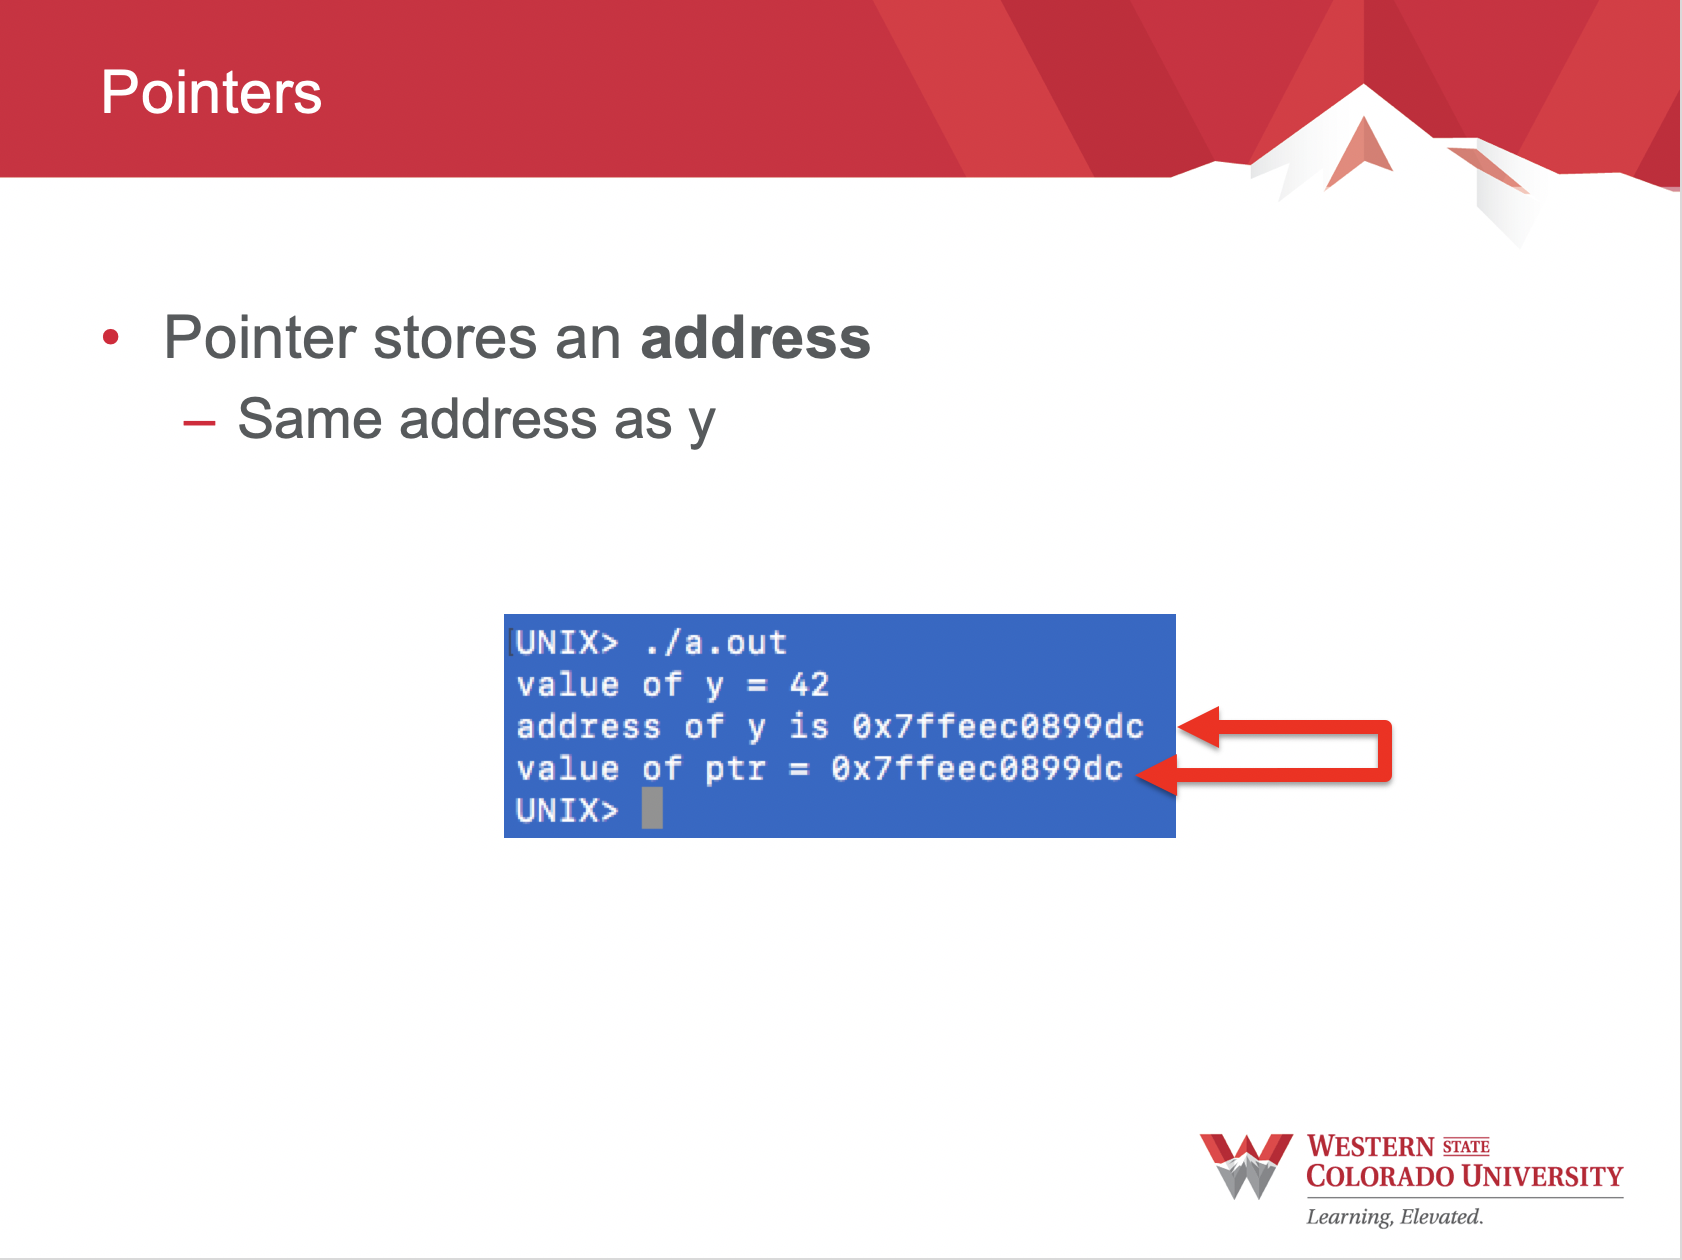 Pointers
• Pointer stores an address
– Same address as y
UNIX> ./a.out
value of y = 42
address of y is 0x7ffeec0899dc
value of ptr = 0x7ffeec0899dc
UNIX>
WESTERN STATE
COLORADO UNIVERSITY
Learning, Elevated.